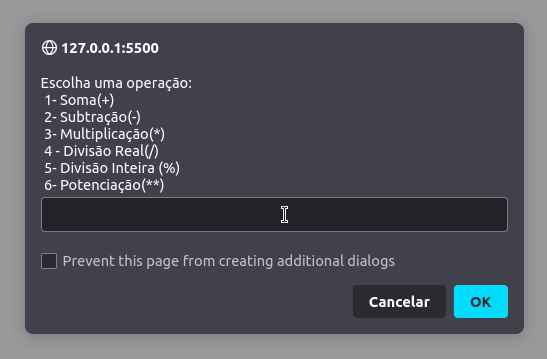 127.0.0.1:5500
Escolha uma operação:
1- Soma(+)
2- Subtração(-)
3- Multiplicação(*)
4 - Divisão Real(/)
5- Divisão Inteira (%)
6- Potenciação(**)
Prevent this page from creating additional dialogs
Cancelar OK